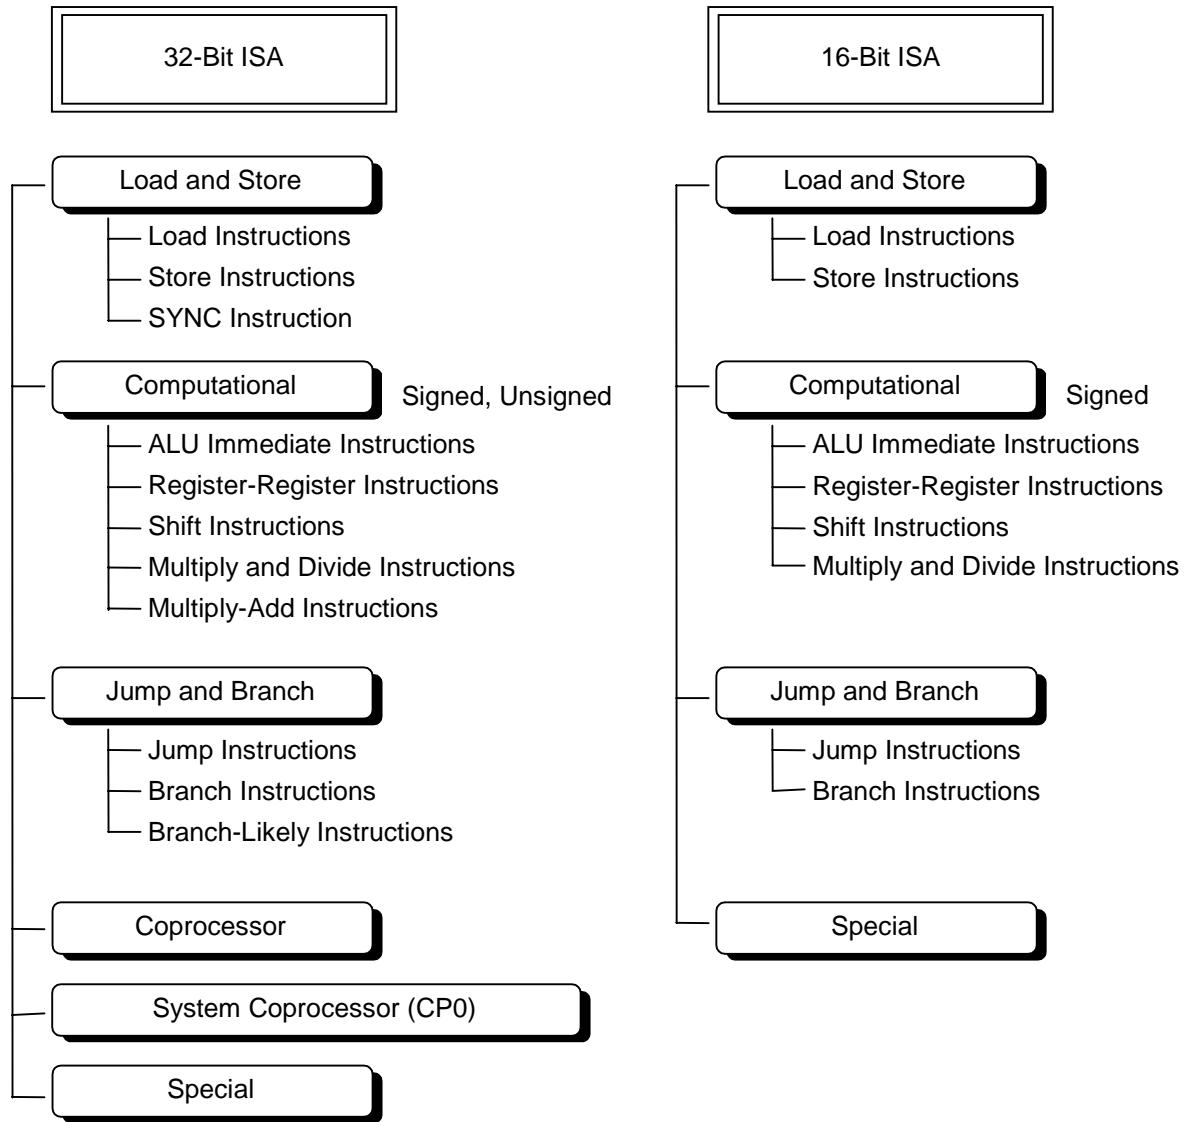 32-Bit ISA
Load and Store
Load Instructions
Store Instructions
SYNC Instruction
Computational
Signed, Unsigned
ALU Immediate Instructions
Register-Register Instructions
Shift Instructions
Multiply and Divide Instructions
Multiply-Add Instructions
Jump and Branch
Jump Instructions
Branch Instructions
Branch-Likely Instructions
Coprocessor
System Coprocessor (CP0)
Special
16-Bit ISA
Load and Store
Load Instructions
Store Instructions
Computational
Signed
ALU Immediate Instructions
Register-Register Instructions
Shift Instructions
Multiply and Divide Instructions
Jump and Branch
Jump Instructions
Branch Instructions
Special